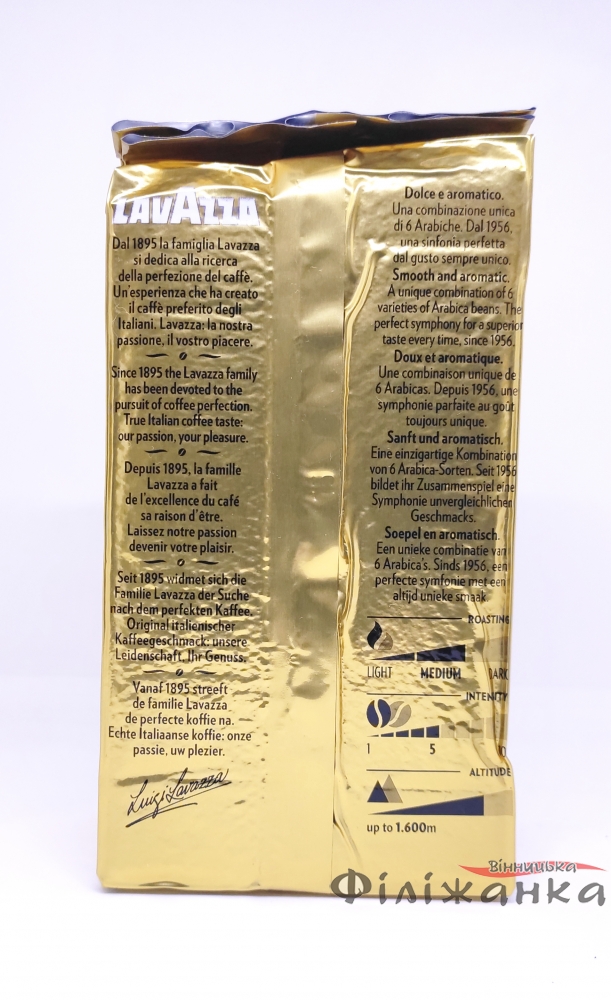 LAVAZZA
Dal 1895 la famiglia Lavazza
si dedica alla ricerca
della perfezione del caffè.
Un'esperienza che ha creato
il caffè preferito degli
Italiani. Lavazza: la nostra
passione, il vostro piacere.
Since 1895 the Lavazza family
has been devoted to the
pursuit of coffee perfection.
True Italian coffee taste:
our passion, your pleasure.
Depuis 1895, la famille
Lavazza a fait
de l'excellence du café
sa raison d'être.
Laissez notre passion
devenir votre plaisir.
Seit 1895 widmet sich die
Familie Lavazza der Suche
nach dem perfekten Kaffee.
Original italienischer
Kaffeegeschmack: unsere
Leidenschaft, Ihr Genuss.
Vanaf 1895 streeft
de familie Lavazza
de perfecte koffie na.
Echte Italiaanse koffie: onze
passie, uw plezier.
Luigi Lavazza
Dolce e aromatico.
Una combinazione unica
di 6 Arabiche. Dal 1956,
una sinfonia perfetta
dal gusto sempre unico.
Smooth and aromatic.
A unique combination of 6
varieties of Arabica beans. The
perfect symphony for a superior
taste every time, since 1956.
Doux et aromatique.
Une combinaison unique de
6 Arabicas. Depuis 1956, une
symphonie parfaite au goût
toujours unique.
Sanft und aromatisch.
Eine einzigartige Kombination
von 6 Arabica-Sorten. Seit 1956
bildet ihr Zusammenspiel eine
Symphonie unvergleichlichen
Geschmacks.
Soepel en aromatisch.
Een unieke combinatie van
6 Arabica's. Sinds 1956, een
perfecte symfonie met een
altijd unieke smaak.
ROASTING
LIGHT MEDIUM DARK
INTENSITY
1 5
ALTITUDE
up to 1.600m
Вінницька
Філіжанка